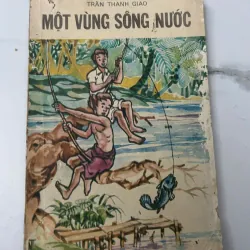 TRẦN THANH GIAO
MỘT VÙNG SÔNG NƯỚC